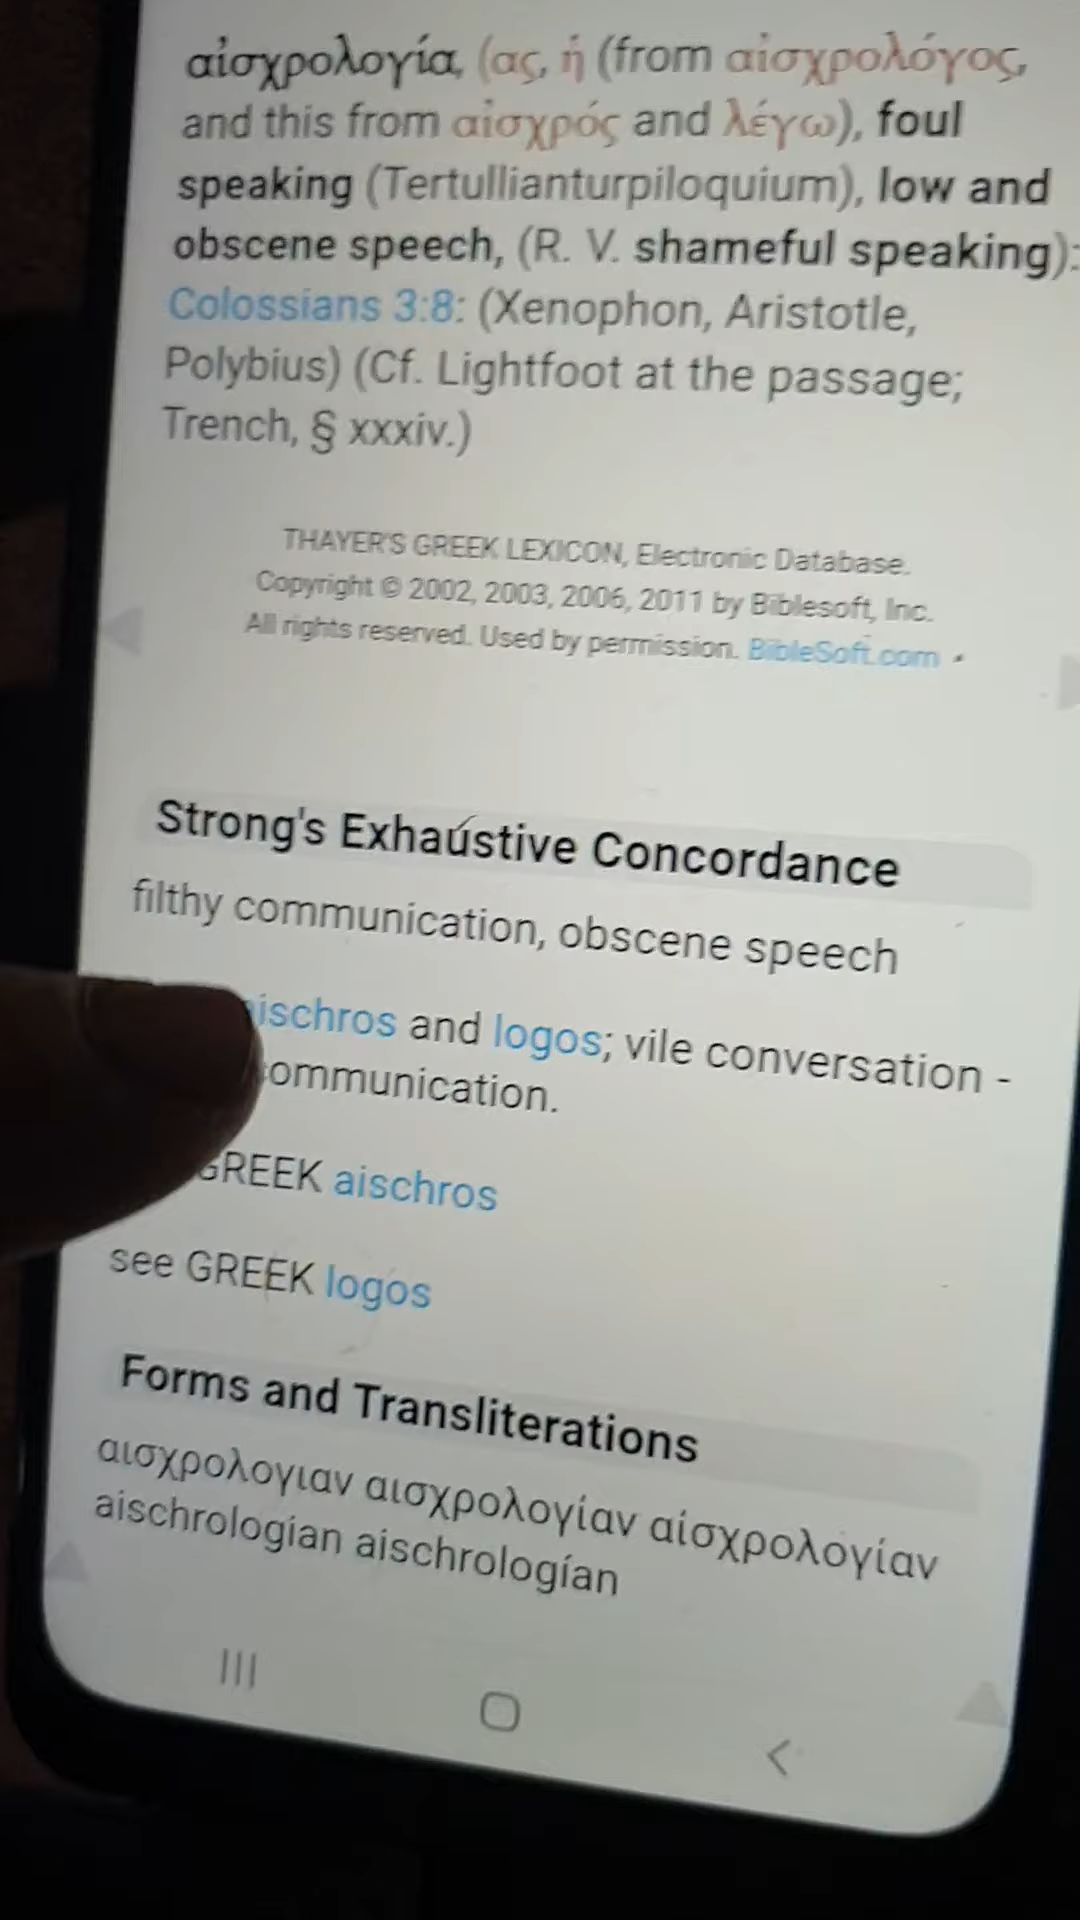 αἰσχρολογία, (ας, ἡ (from αἰσχρολόγος,
and this from αἰσχρός and λέγω), foul
speaking (Tertullianturpiloquium), low and
obscene speech, (R. V. shameful speaking):
Colossians 3:8: (Xenophon, Aristotle,
Polybius) (Cf. Lightfoot at the passage;
Trench, § xxxiv.)
THAYER'S GREEK LEXICON, Electronic Database.
Copyright © 2002, 2003, 2006, 2011 by Biblesoft, Inc.
All rights reserved. Used by permission. BibleSoft.com
Strong's Exhaustive Concordance
filthy communication, obscene speech
ischros and logos; vile conversation -
communication.
GREEK aischros
see GREEK logos
Forms and Transliterations
αισχρολογιαν αισχρολογίαν αἰσχρολογίαν
aischrologian aischrologían